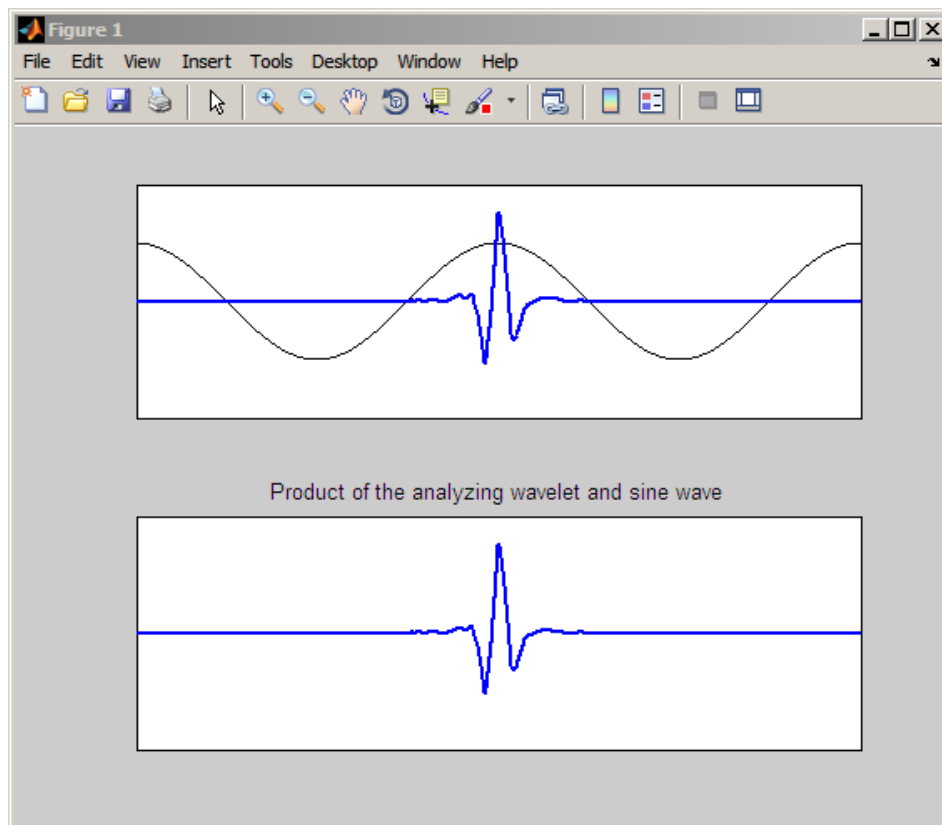 Figure 1
File Edit View Insert Tools Desktop Window Help
Product of the analyzing wavelet and sine wave